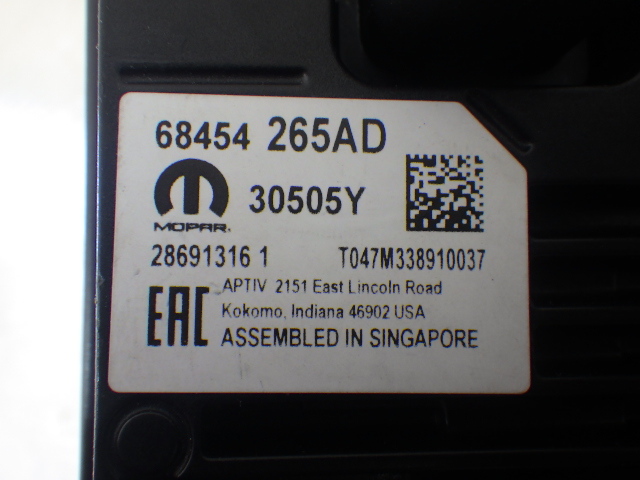 68454 265AD
MOPAR.
30505Y
28691316 1 T047M338910037
EAC
APTIV 2151 East Lincoln Road
Kokomo, Indiana 46902 USA
ASSEMBLED IN SINGAPORE